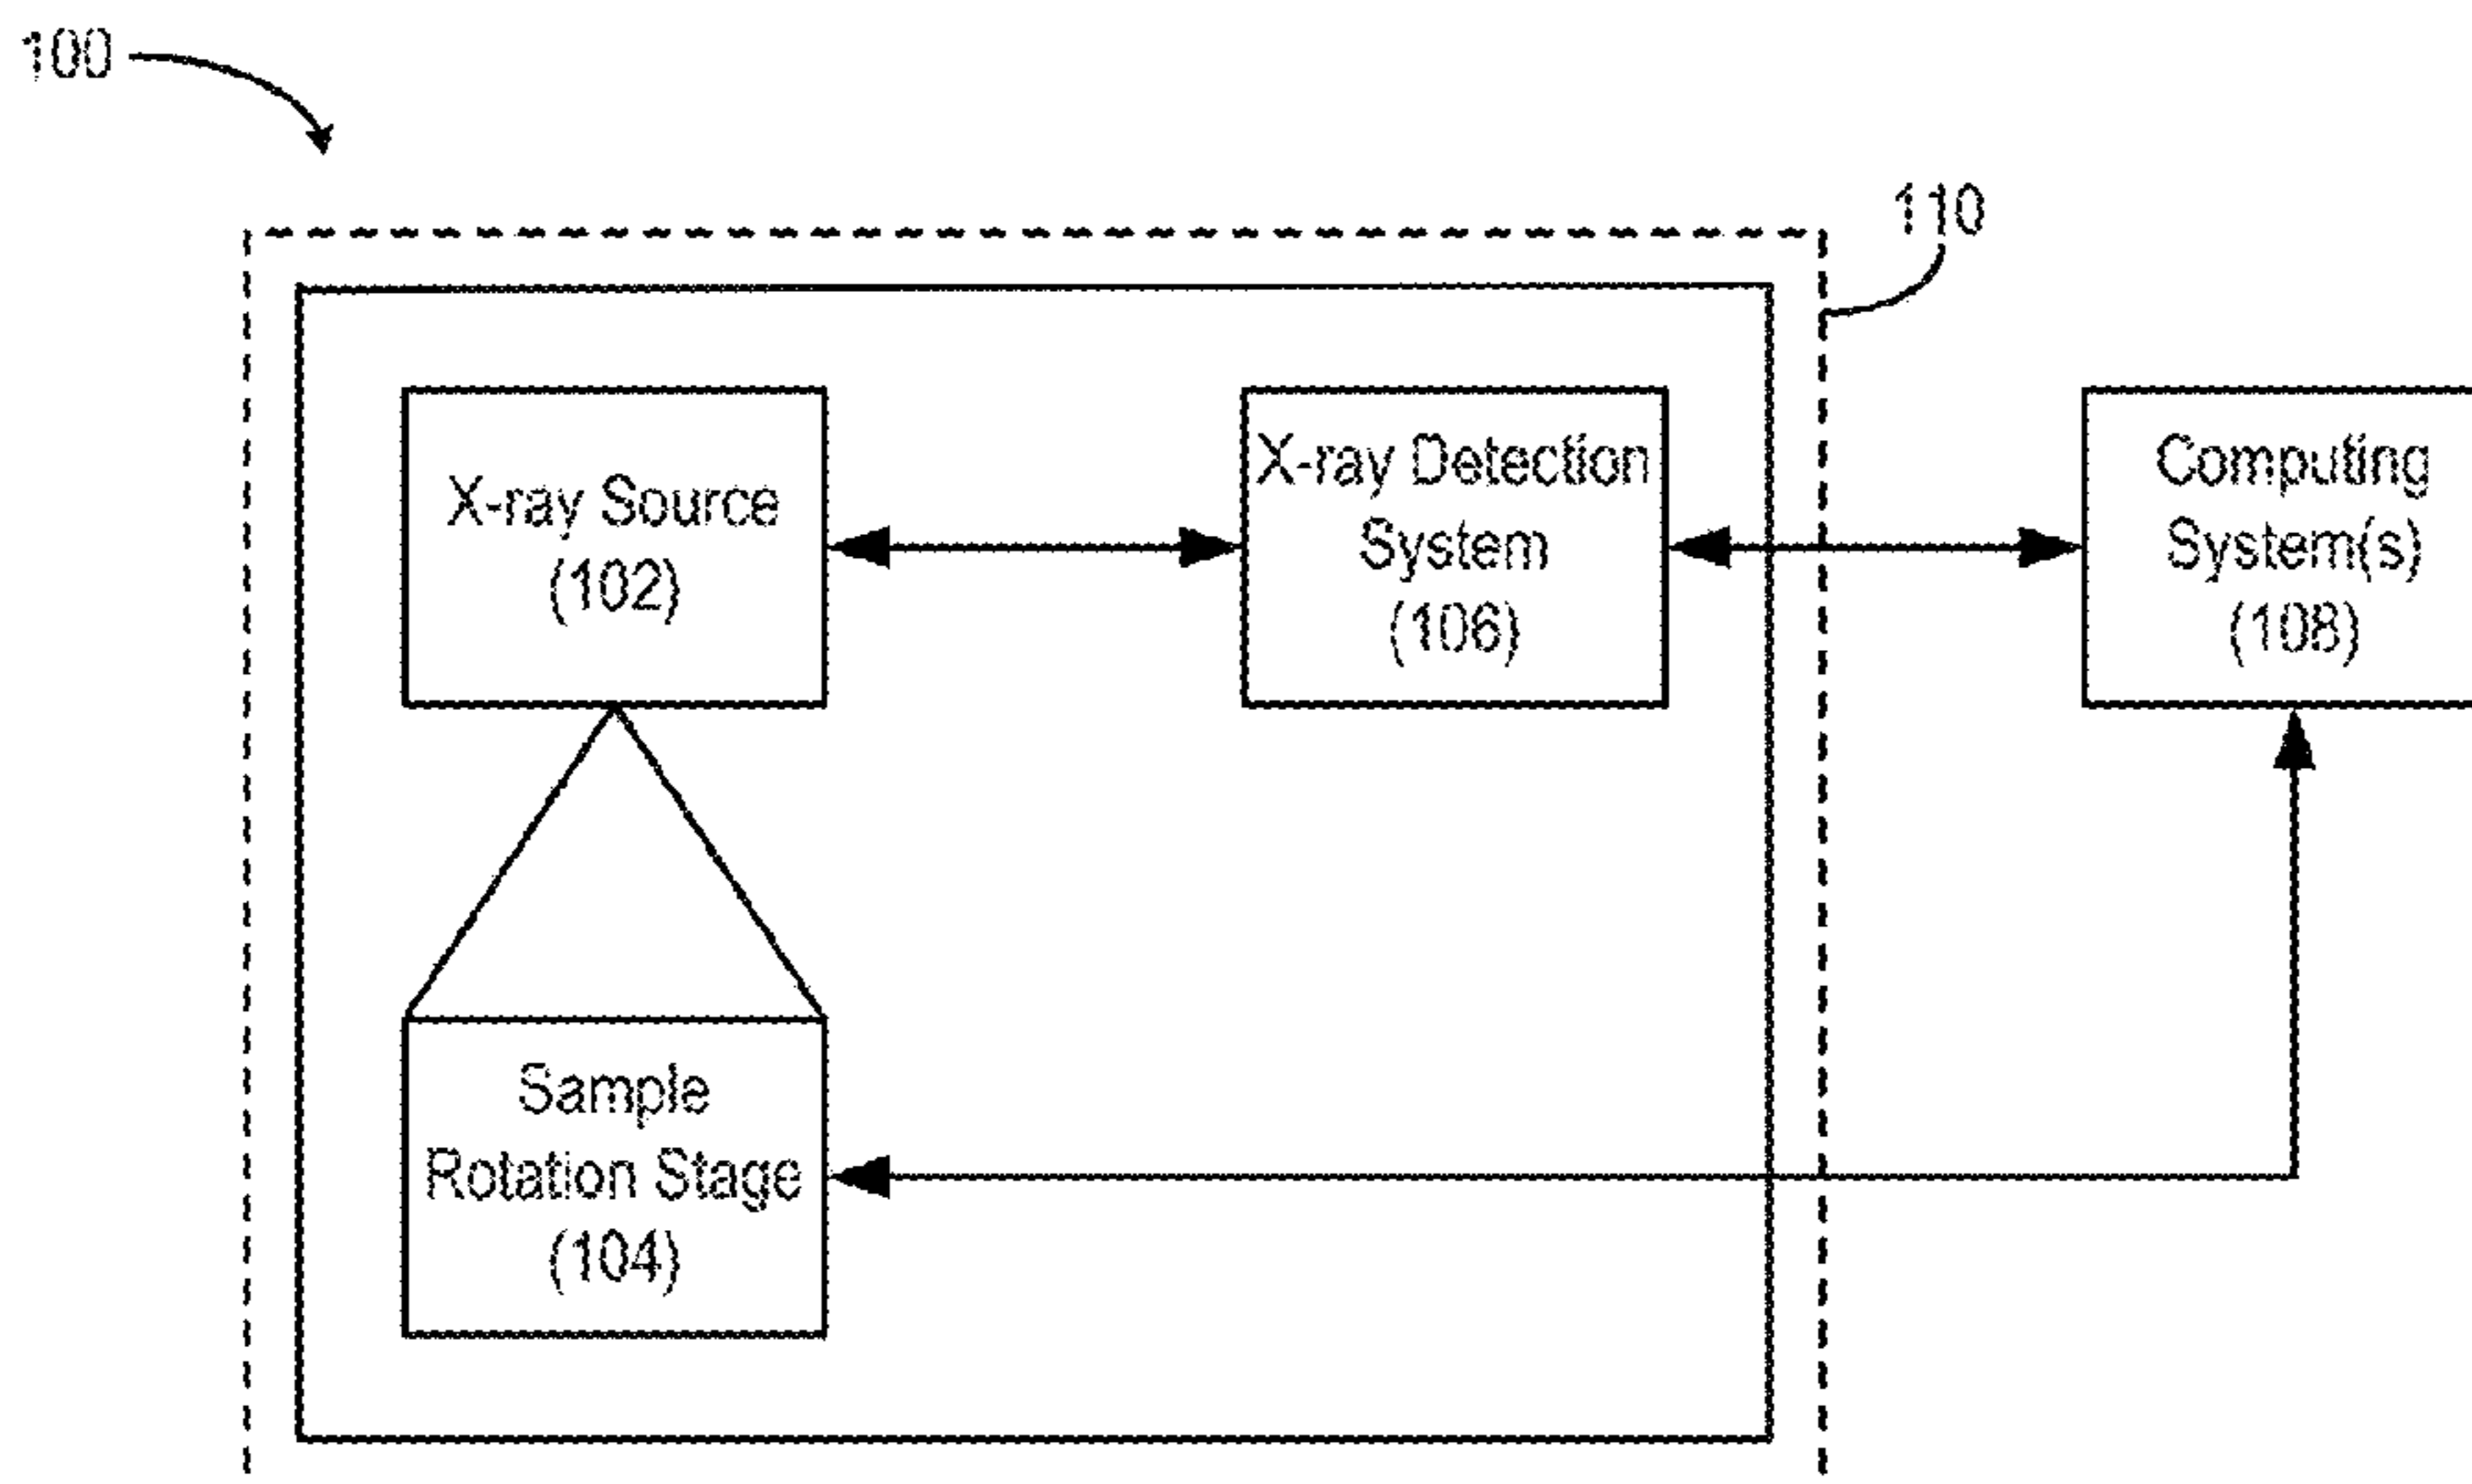 100
110
X-ray Source
(102)
X-ray Detection
System
(106)
Computing
System(s)
(108)
Sample
Rotation Stage
(104)